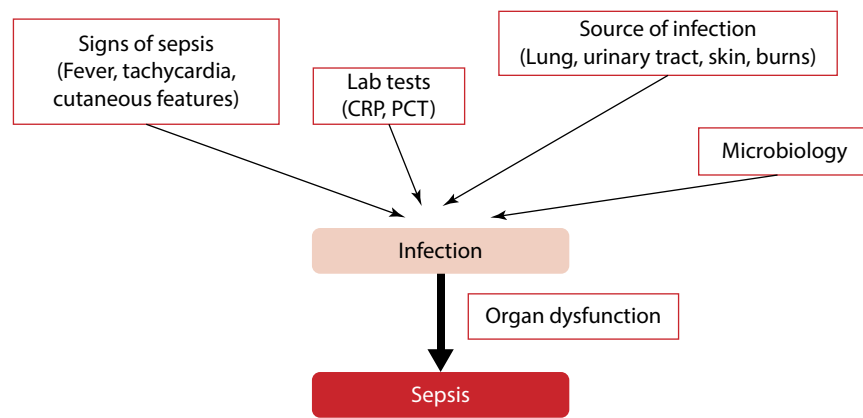 Signs of sepsis
(Fever, tachycardia,
cutaneous features)
Lab tests
(CRP, PCT)
Source of infection
(Lung, urinary tract, skin, burns)
Microbiology
Infection
Organ dysfunction
Sepsis